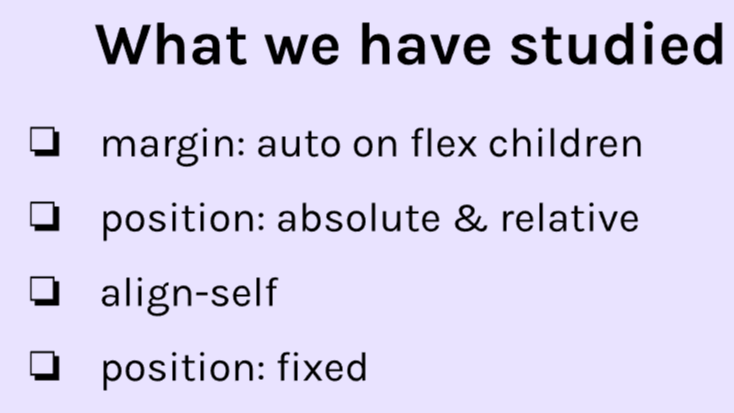 What we have studied
❏ margin: auto on flex children
❏ position: absolute & relative
❏ align-self
❏ position: fixed